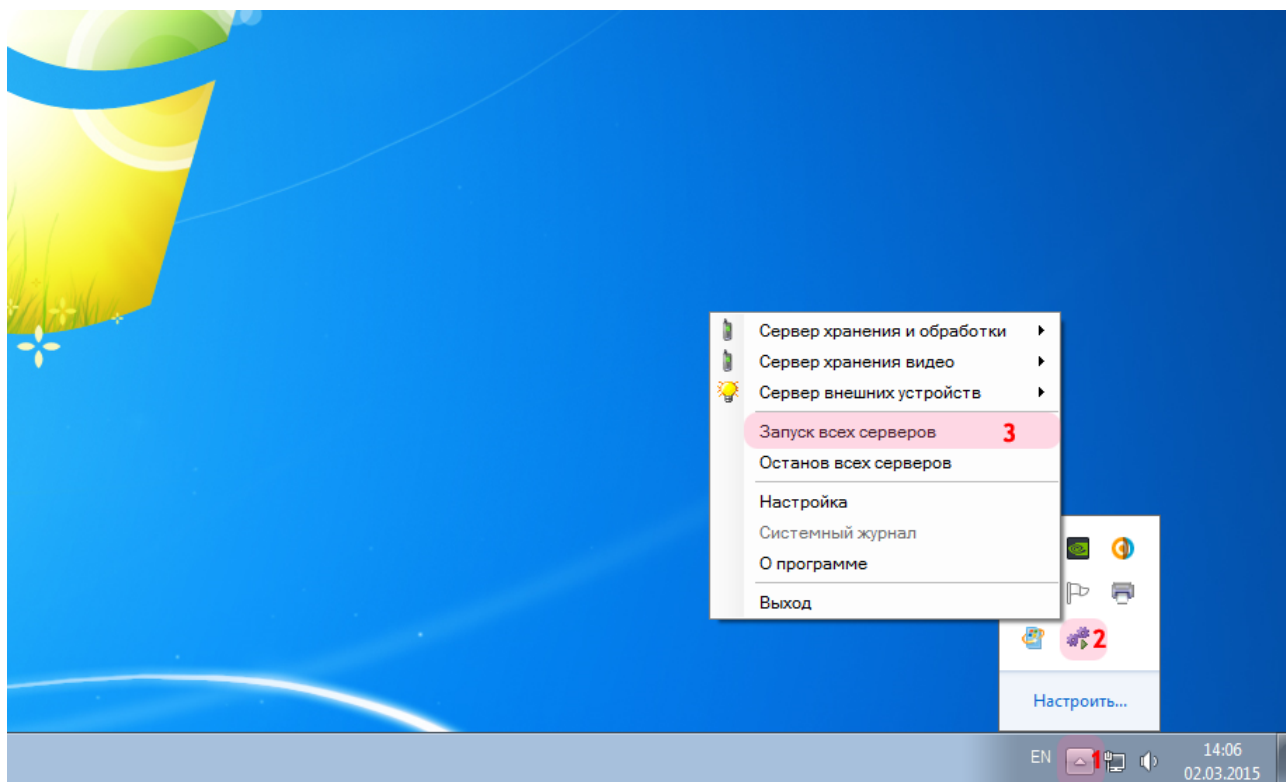 Сервер хранения и обработки
Сервер хранения видео
Сервер внешних устройств
Запуск всех серверов 3
Останов всех серверов
Настройка
Системный журнал
О программе
Выход
2
Настроить...
EN 1 14:06
02.03.2015